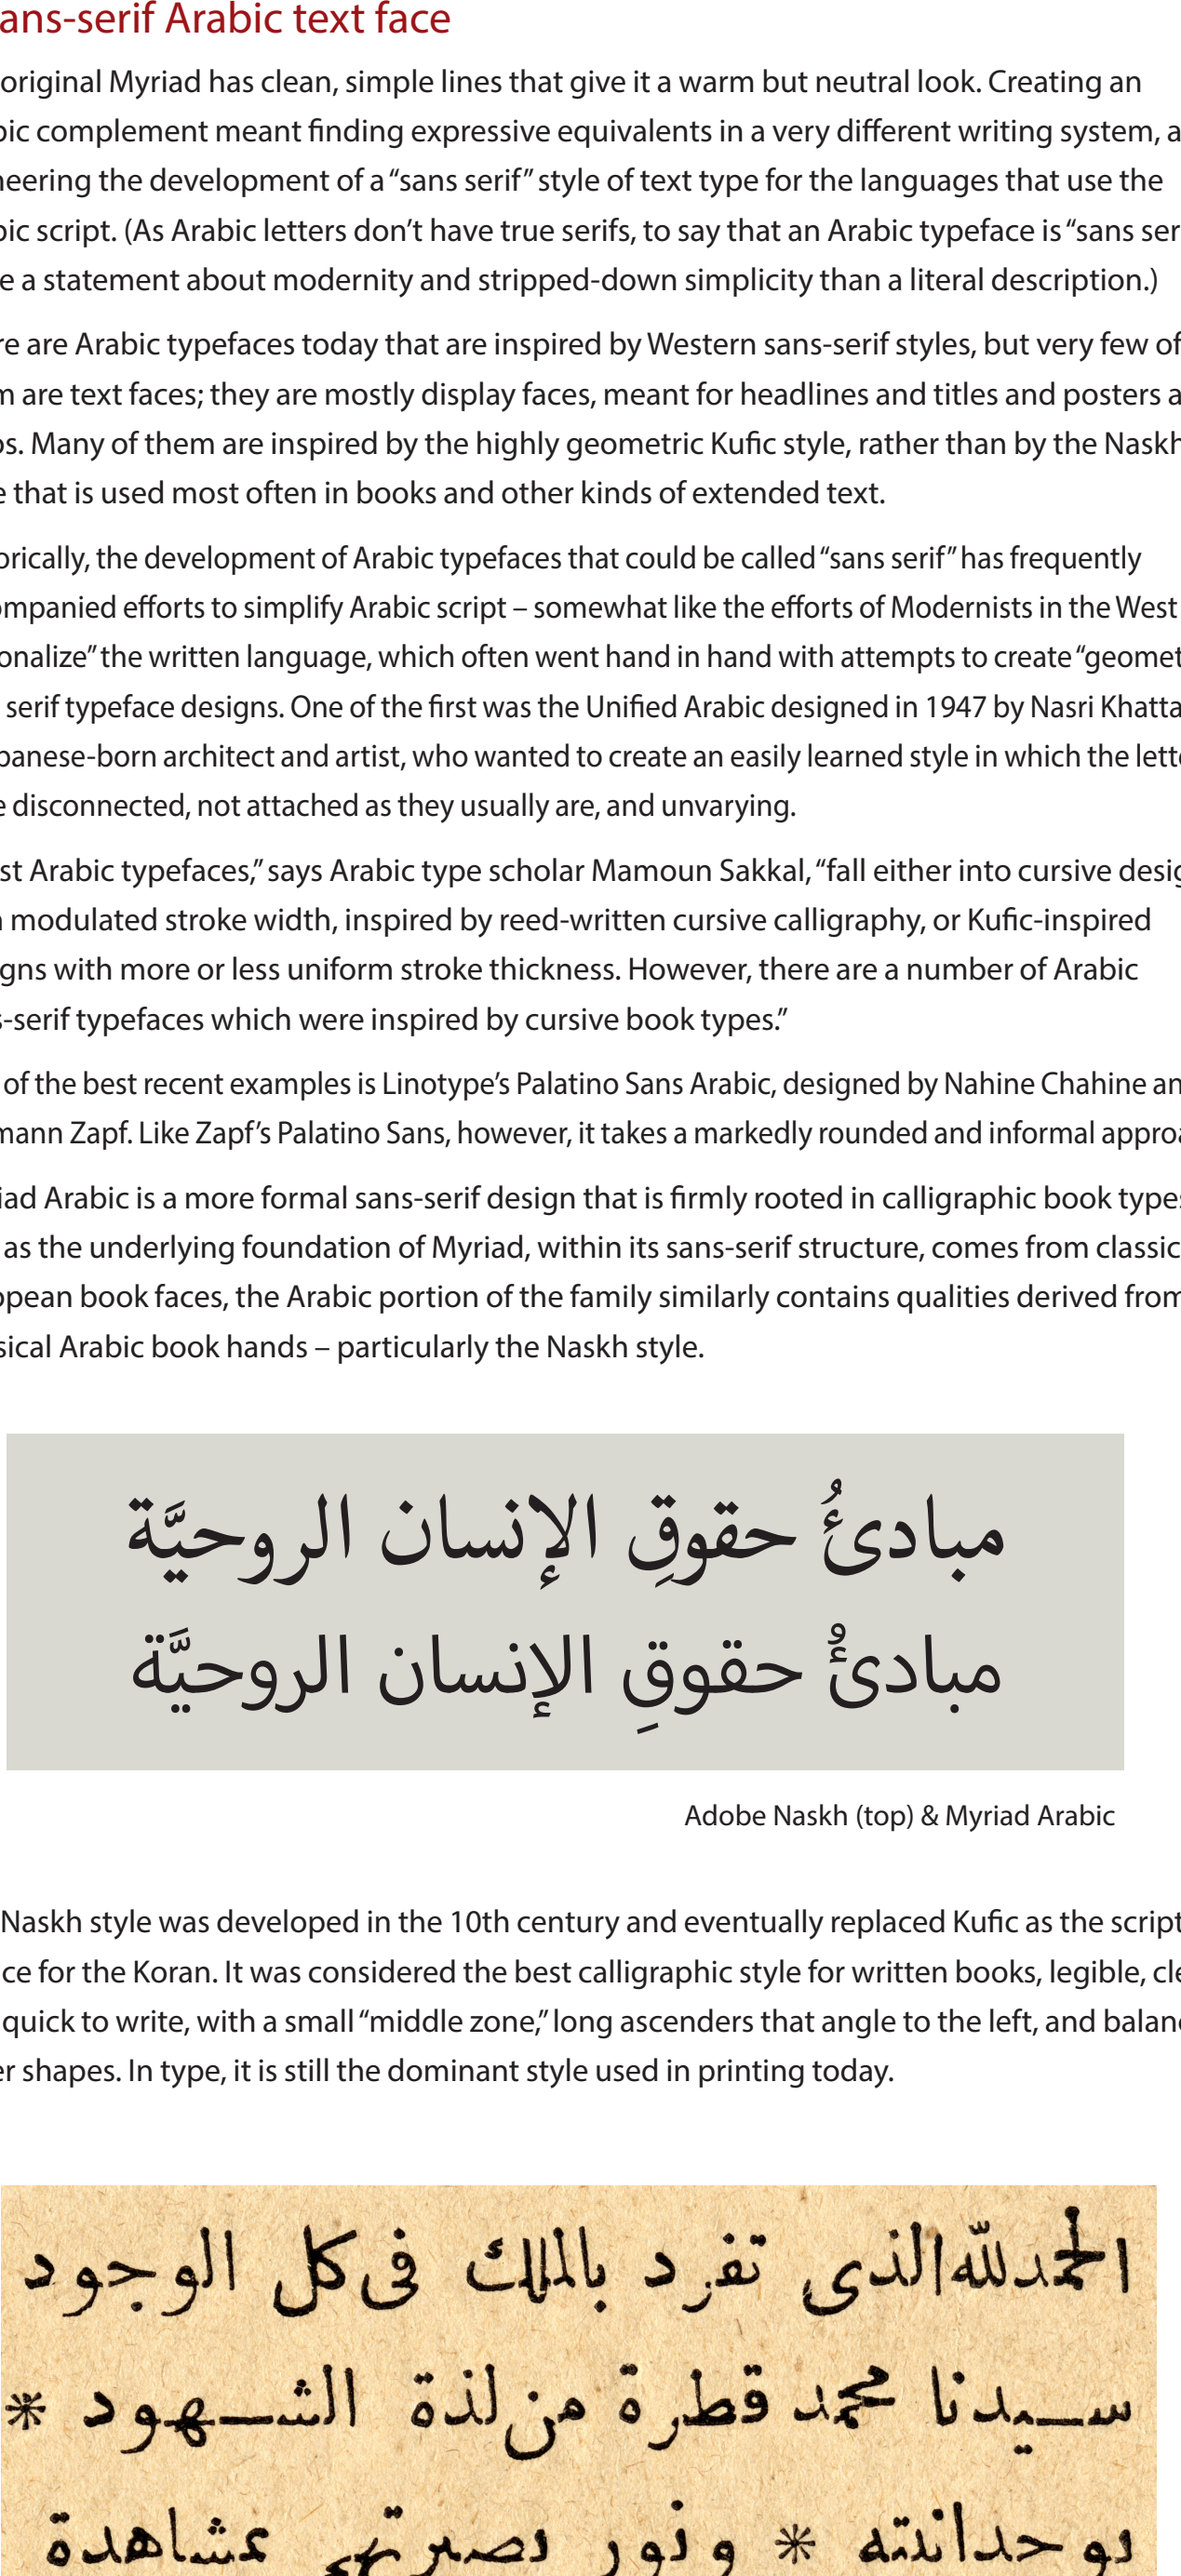 ans-serif Arabic text face
original Myriad has clean, simple lines that give it a warm but neutral look. Creating an
bic complement meant finding expressive equivalents in a very different writing system, a
neering the development of a “sans serif” style of text type for the languages that use the
bic script. (As Arabic letters don’t have true serifs, to say that an Arabic typeface is “sans ser
e a statement about modernity and stripped-down simplicity than a literal description.)
re are Arabic typefaces today that are inspired by Western sans-serif styles, but very few of
m are text faces; they are mostly display faces, meant for headlines and titles and posters a
os. Many of them are inspired by the highly geometric Kufic style, rather than by the Naskh
e that is used most often in books and other kinds of extended text.
orically, the development of Arabic typefaces that could be called “sans serif” has frequently
ompanied efforts to simplify Arabic script – somewhat like the efforts of Modernists in the West
onalize” the written language, which often went hand in hand with attempts to create “geomet
serif typeface designs. One of the first was the Unified Arabic designed in 1947 by Nasri Khatta
banese-born architect and artist, who wanted to create an easily learned style in which the lette
e disconnected, not attached as they usually are, and unvarying.
st Arabic typefaces,” says Arabic type scholar Mamoun Sakkal, “fall either into cursive desig
n modulated stroke width, inspired by reed-written cursive calligraphy, or Kufic-inspired
gns with more or less uniform stroke thickness. However, there are a number of Arabic
s-serif typefaces which were inspired by cursive book types.”
of the best recent examples is Linotype’s Palatino Sans Arabic, designed by Nahine Chahine an
mann Zapf. Like Zapf’s Palatino Sans, however, it takes a markedly rounded and informal approa
iad Arabic is a more formal sans-serif design that is firmly rooted in calligraphic book types
as the underlying foundation of Myriad, within its sans-serif structure, comes from classic
opean book faces, the Arabic portion of the family similarly contains qualities derived from
sical Arabic book hands – particularly the Naskh style.
مبادئُ حقوقِ الإنسان الروحيَّة
مبادئُ حقوقِ الإنسان الروحيَّة
Adobe Naskh (top) & Myriad Arabic
Naskh style was developed in the 10th century and eventually replaced Kufic as the script
ce for the Koran. It was considered the best calligraphic style for written books, legible, cle
quick to write, with a small “middle zone,” long ascenders that angle to the left, and balanc
er shapes. In type, it is still the dominant style used in printing today.
الحمد لله الذى تفرد بالملك فى كل الوجود
سيدنا محمد قطرة من لذة الشهود *
* ونور بمشاهدة